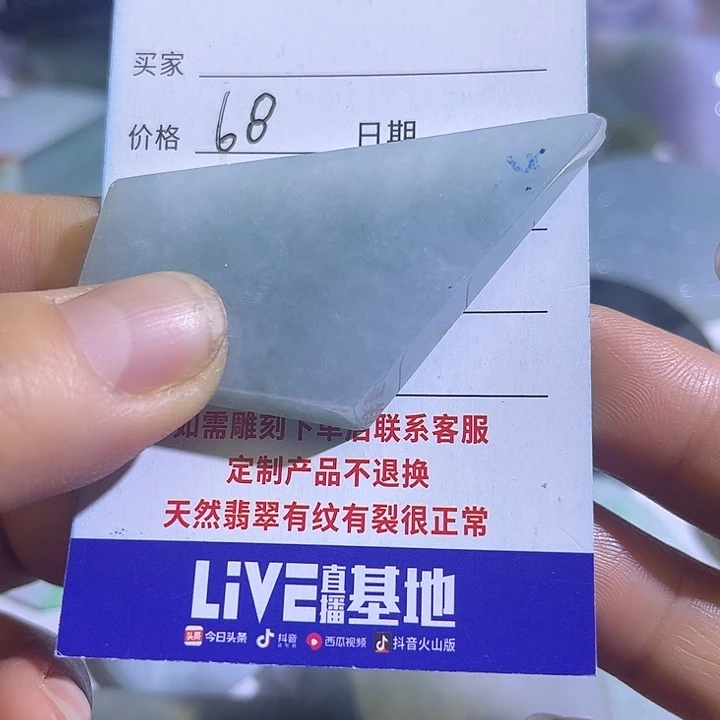 买家
价格 68 日期
如需雕刻下单后联系客服
定制产品不退换
天然翡翠有纹有裂很正常
LiVE直播基地
今日头条 抖音 西瓜视频 抖音火山版